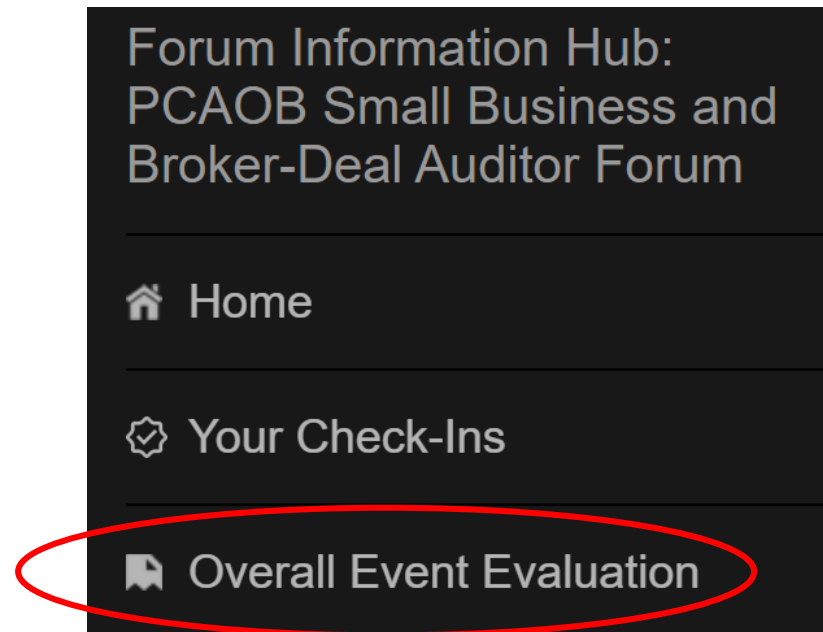 Forum Information Hub:
PCAOB Small Business and
Broker-Deal Auditor Forum
Home
Your Check-Ins
Overall Event Evaluation